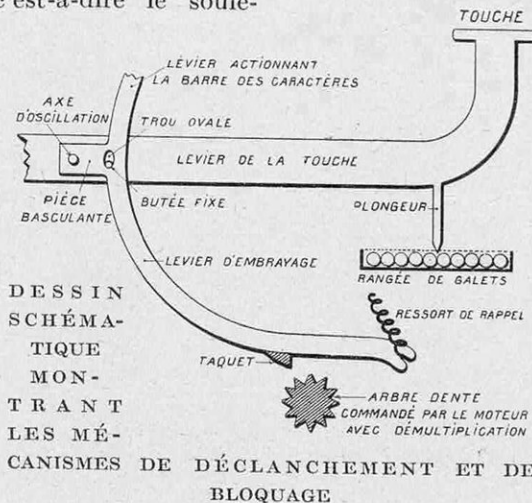 c'est-à-dire le soule-
TOUCHE
LEVIER ACTIONNANT
LA BARRE DES CARACTÈRES
AXE
D'OSCILLATION
TROU OVALE
LEVIER DE LA TOUCHE
PIÈCE
BASCULANTE
BUTÉE FIXE
PLONGEUR
LEVIER D'EMBRAYAGE
RANGÉE DE GALETS
RESSORT DE RAPPEL
TAQUET
ARBRE DENTE
COMMANDÉ PAR LE MOTEUR
AVEC DÉMULTIPLICATION
DESSIN
SCHÉMA-
TIQUE
MON-
TRANT
LES MÉ-
CANISMES DE DÉCLANCHEMENT ET DE
BLOQUAGE